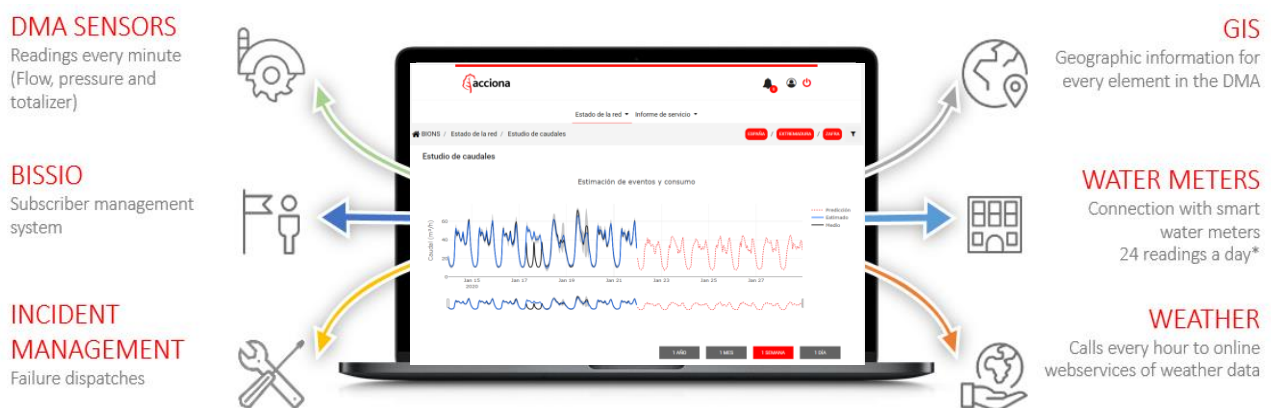 DMA SENSORS
Readings every minute
(Flow, pressure and
totalizer)
BISSIO
Subscriber management
system
INCIDENT
MANAGEMENT
Failure dispatches
acciona
Estado de la red Informe de servicio
BIONS / Estado de la red / Estudio de caudales
ESPAÑA / EXTREMADURA / ZAFRA
Estudio de caudales
Estimación de eventos y consumo
Predicción
Estimado
Medio
Caudal (m³/h)
60
40
20
0
Jan 15 Jan 17 Jan 19 Jan 21 Jan 23 Jan 25 Jan 27
2020
1 AÑO 1 MES 1 SEMANA 1 DÍA
GIS
Geographic information for
every element in the DMA
WATER METERS
Connection with smart
water meters
24 readings a day*
WEATHER
Calls every hour to online
webservices of weather data